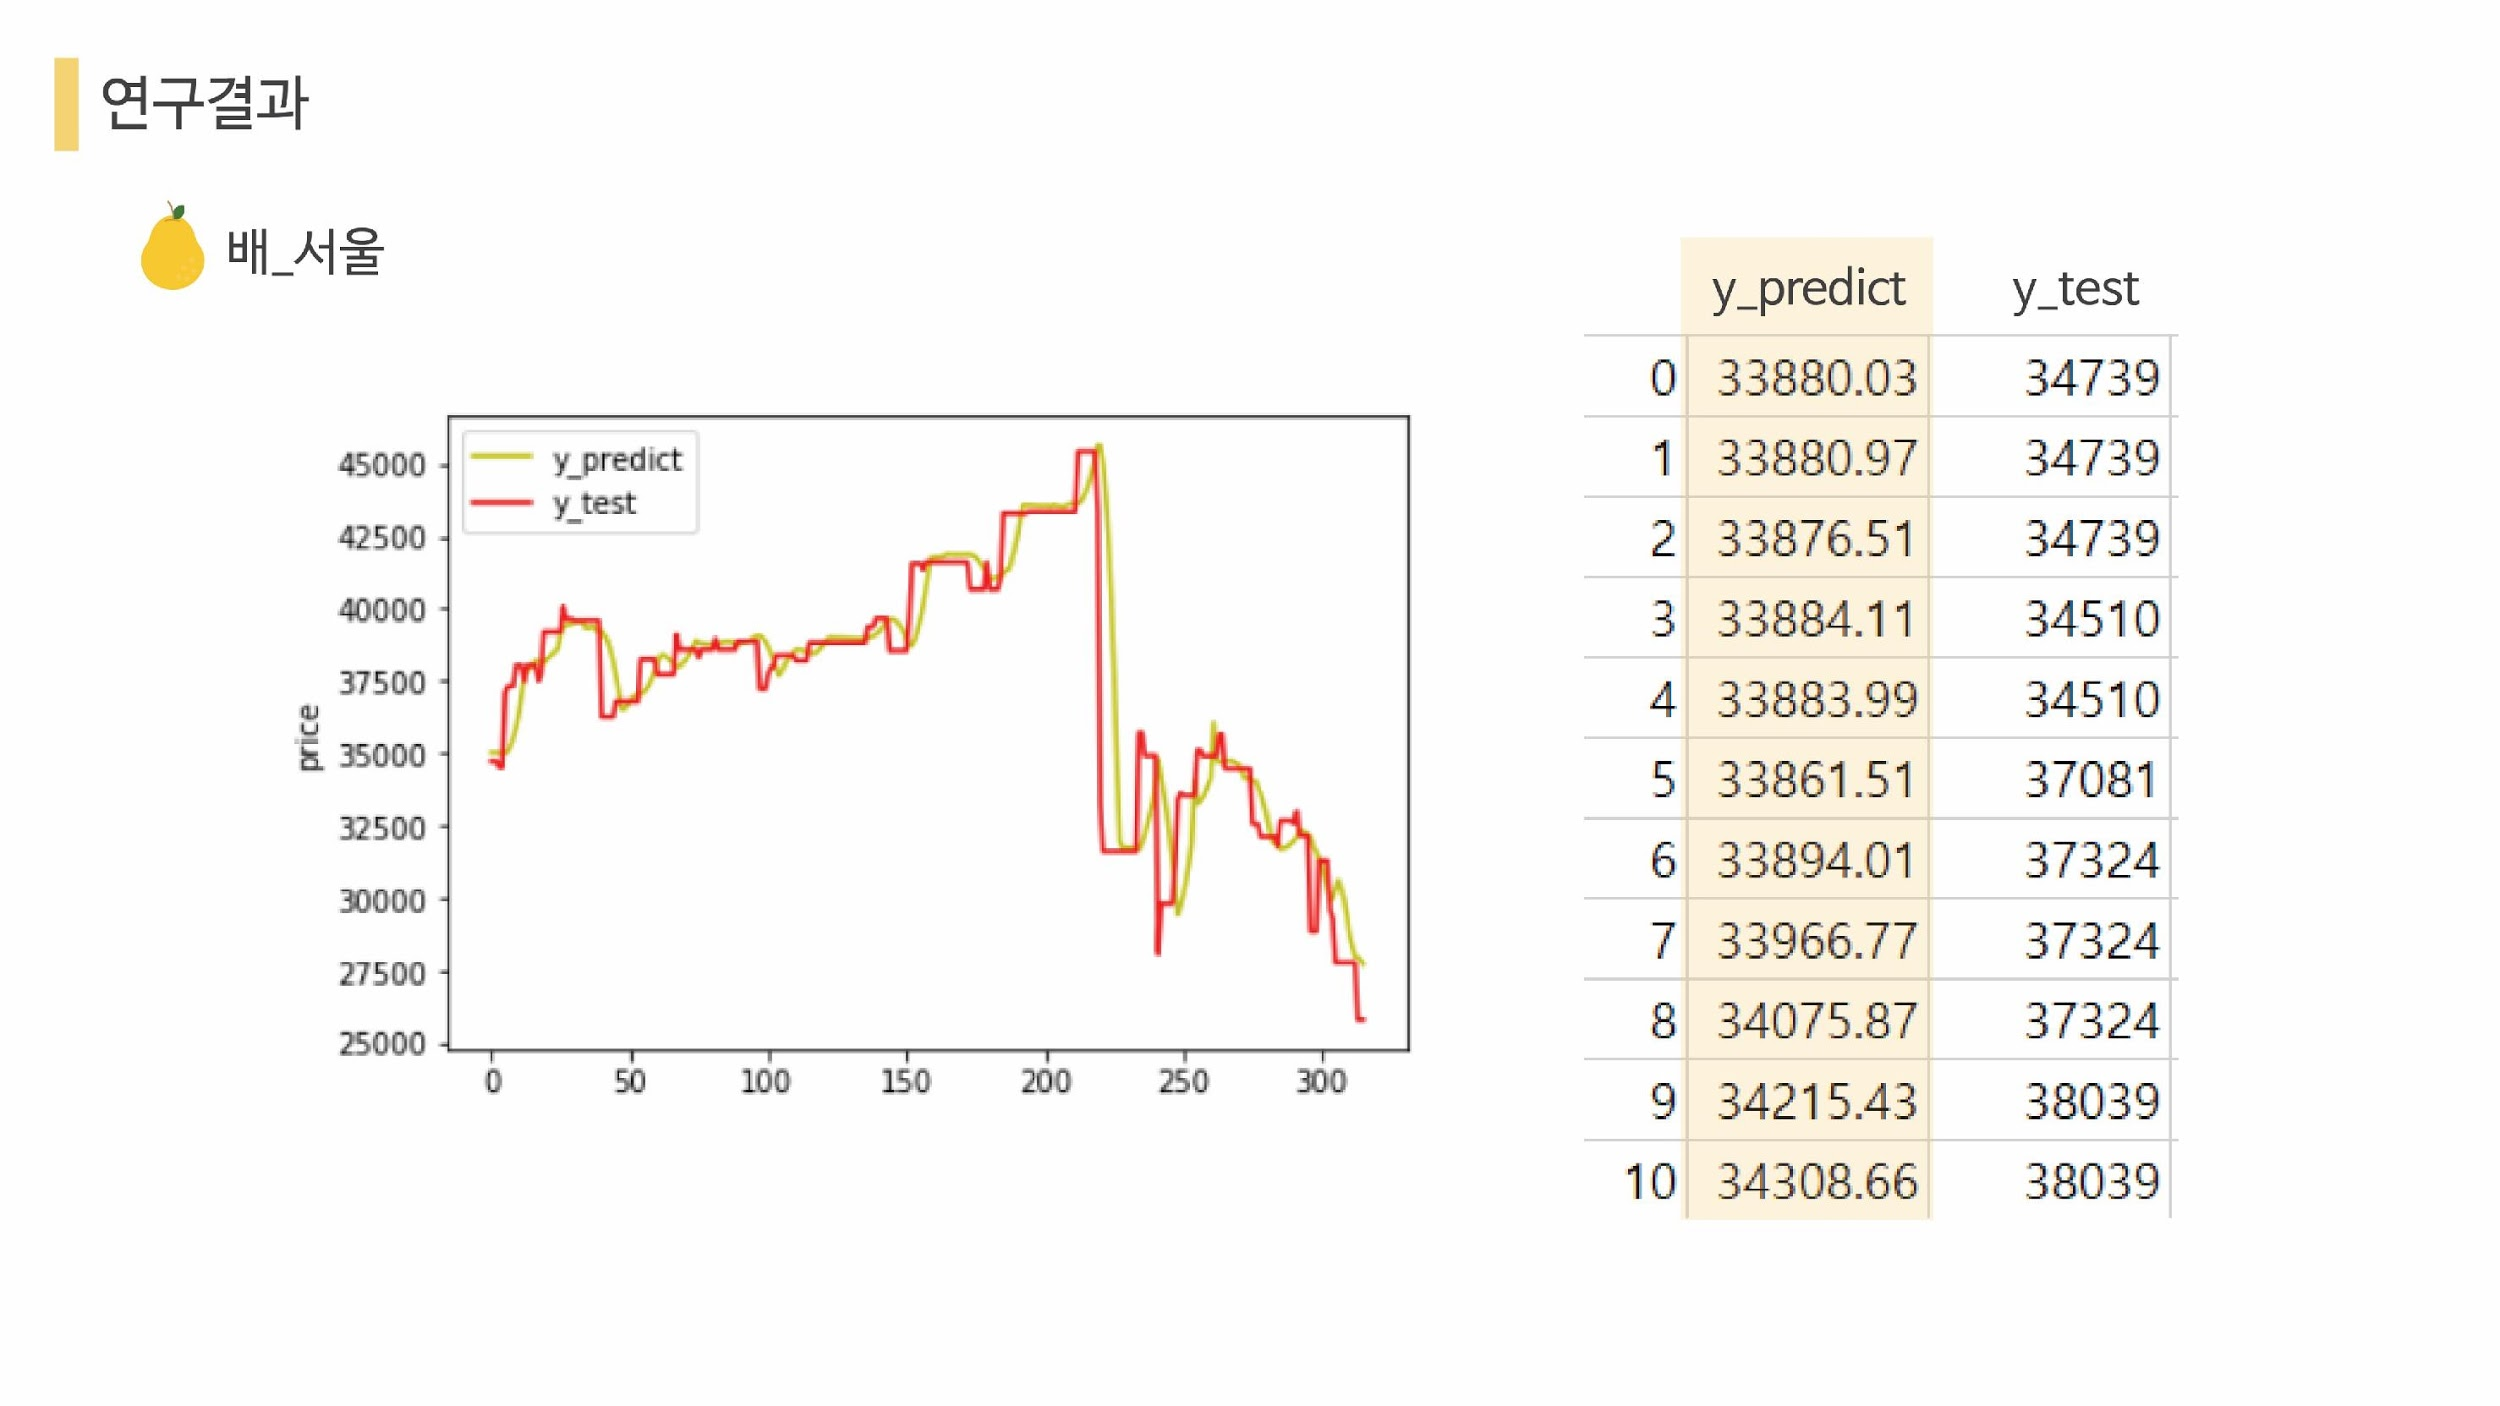 연구결과
배_서울
y_predict
y_test
45000
42500
40000
37500
35000
32500
30000
27500
25000
price
0 50 100 150 200 250 300
y_predict y_test
0 33880.03 34739
1 33880.97 34739
2 33876.51 34739
3 33884.11 34510
4 33883.99 34510
5 33861.51 37081
6 33894.01 37324
7 33966.77 37324
8 34075.87 37324
9 34215.43 38039
10 34308.66 38039